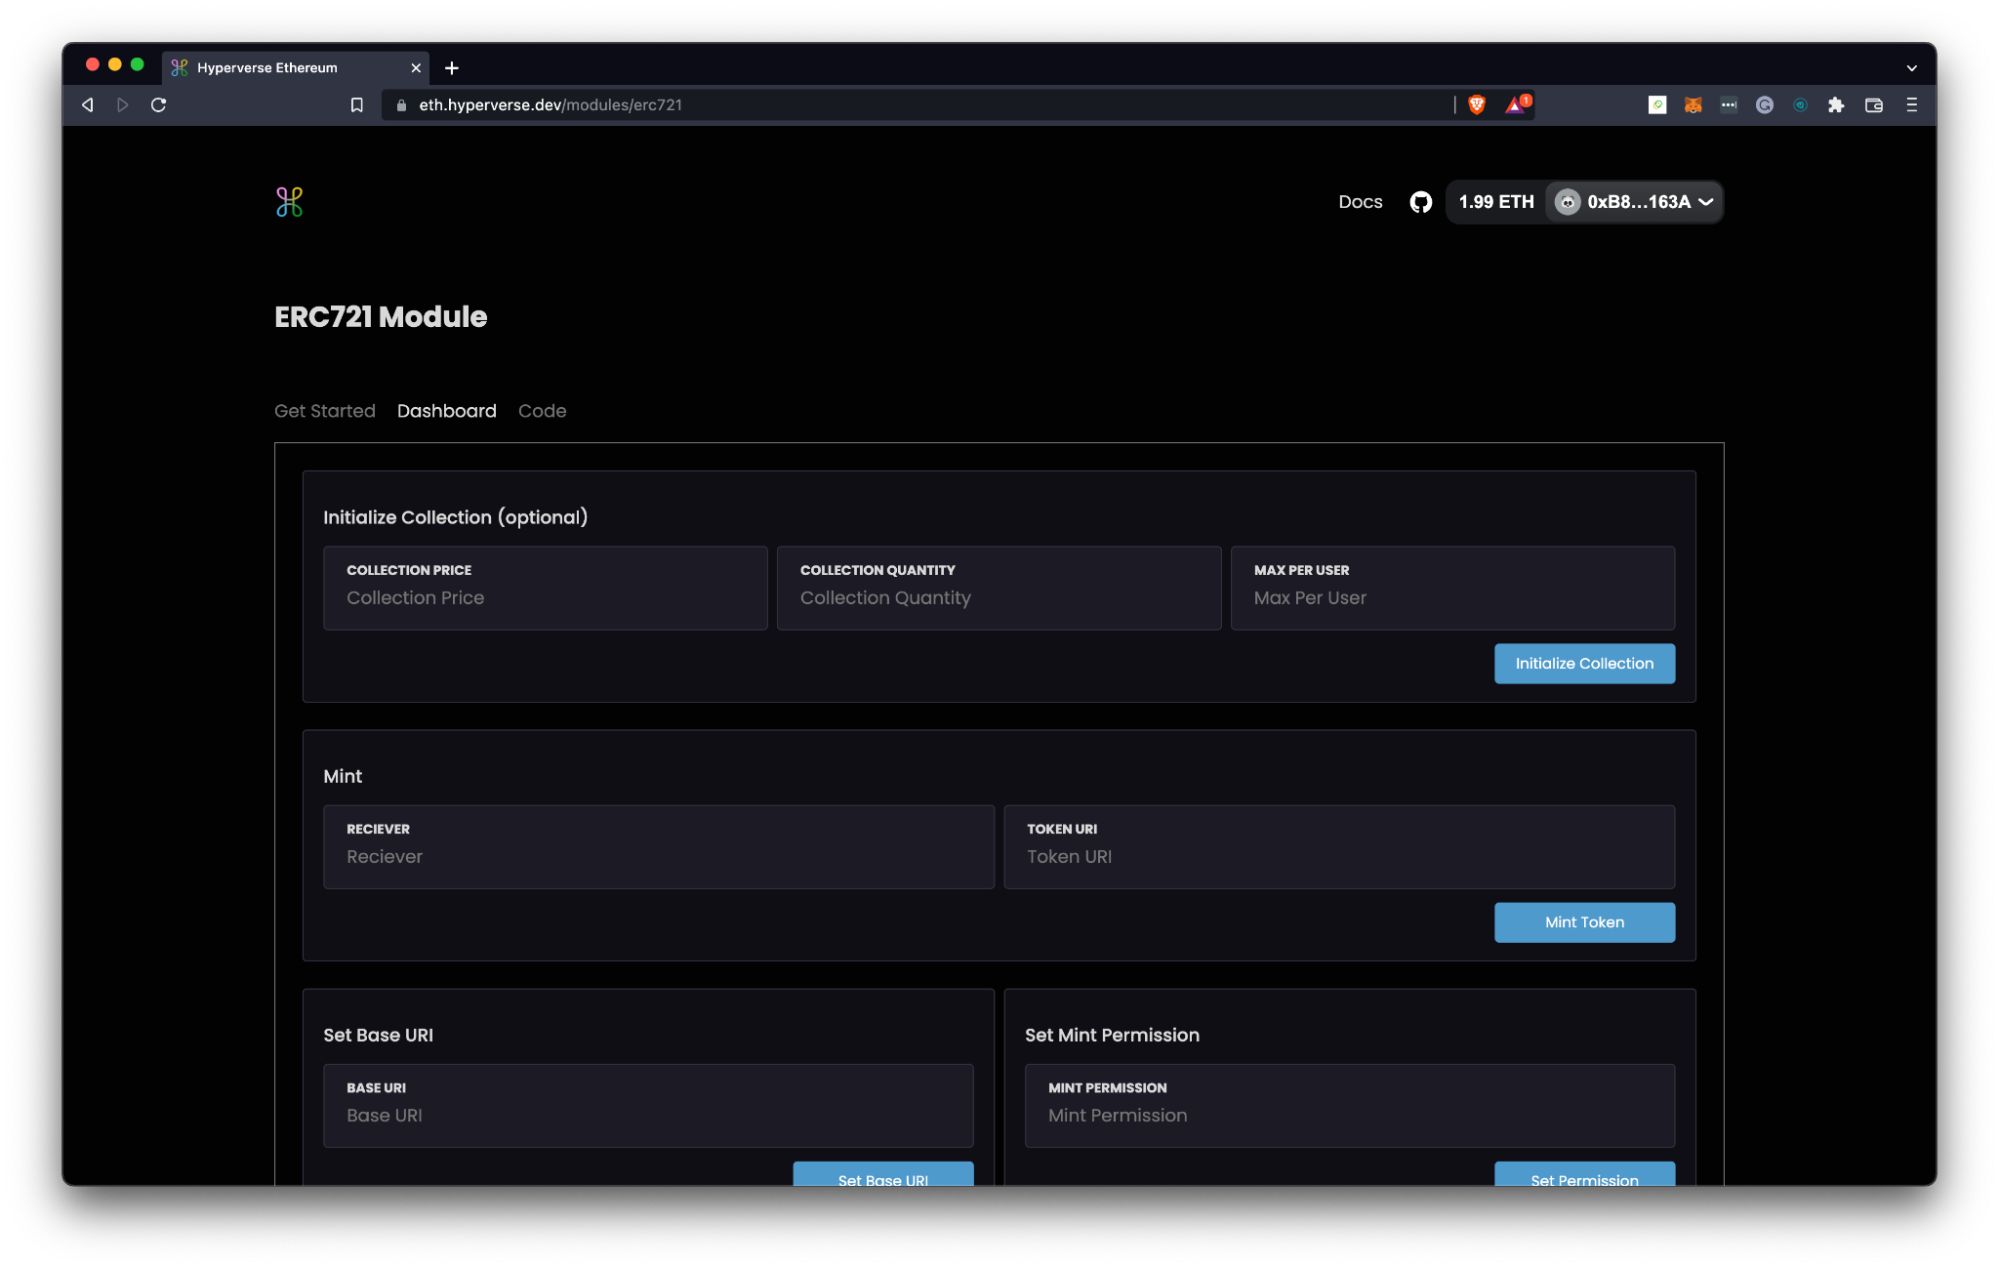 Hyperverse Ethereum
eth.hyperverse.dev/modules/erc721
1
Docs
1.99 ETH
0xB8...163A
ERC721 Module
Get Started Dashboard Code
Initialize Collection (optional)
COLLECTION PRICE COLLECTION QUANTITY MAX PER USER
Collection Price Collection Quantity Max Per User
Initialize Collection
Mint
RECIEVER TOKEN URI
Reciever Token URI
Mint Token
Set Base URI Set Mint Permission
BASE URI MINT PERMISSION
Base URI Mint Permission
Set Base URI Set Permission